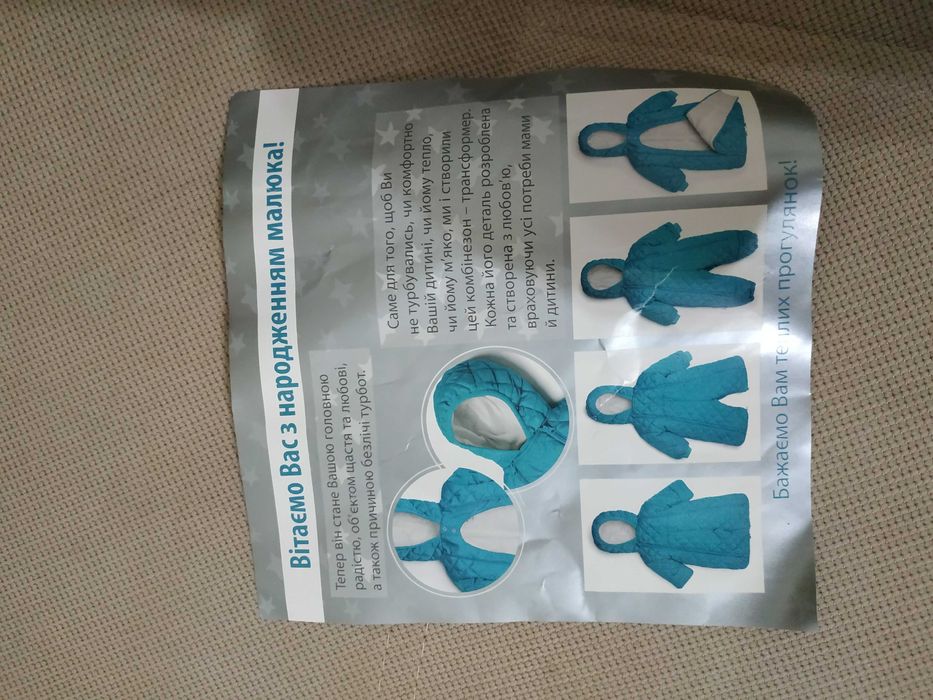 Вітаємо Вас з народженням малюка!
Тепер він стане Вашою головною
радістю, об'єктом щастя та любові,
а також причиною безлічі турбот.
Саме для того, щоб Ви
не турбувались, чи комфортно
Вашій дитині, чи йому тепло,
чи йому м'яко, ми і створили
цей комбінезон – трансформер.
Кожна його деталь розроблена
та створена з любов'ю,
враховуючи усі потреби мами
й дитини.
Бажаємо Вам теплих прогулянок!